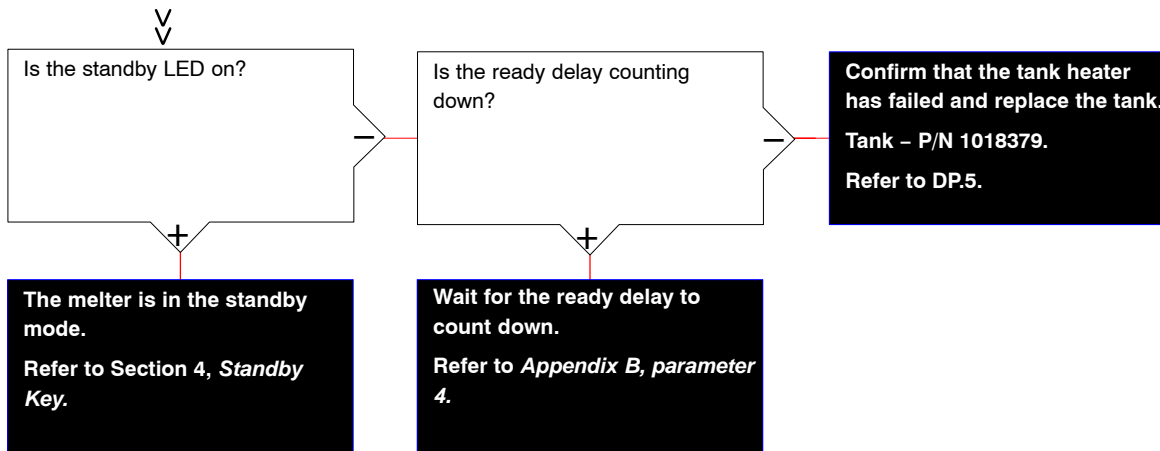 Is the standby LED on?
−
+
The melter is in the standby
mode.
Refer to Section 4, Standby
Key.
Is the ready delay counting
down?
−
+
Wait for the ready delay to
count down.
Refer to Appendix B, parameter
4.
Confirm that the tank heater
has failed and replace the tank.
Tank − P/N 1018379.
Refer to DP.5.